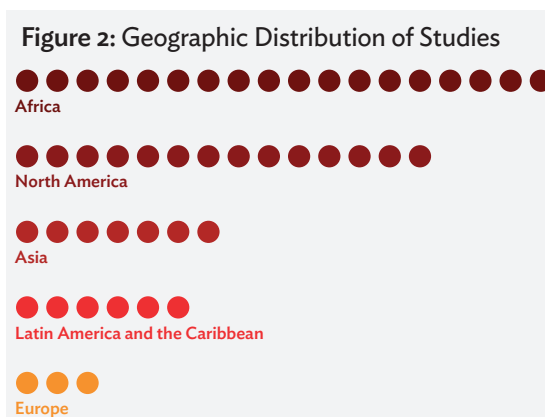 Figure 2: Geographic Distribution of Studies
Africa
North America
Asia
Latin America and the Caribbean
Europe